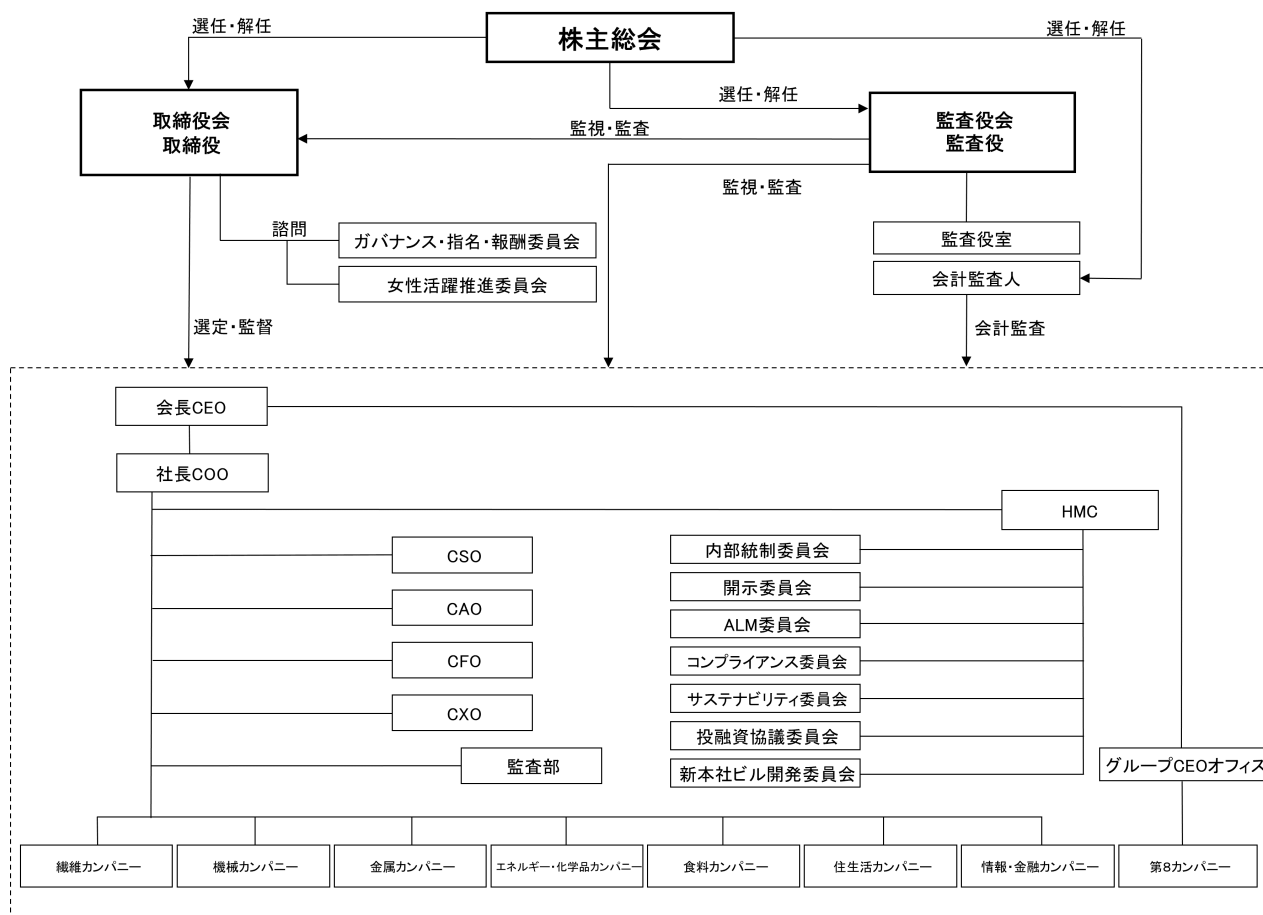 株主総会
選任・解任
選任・解任
選任・解任
取締役会
取締役
監視・監査
監査役会
監査役
監視・監査
諮問
ガバナンス・指名・報酬委員会
女性活躍推進委員会
監査役室
会計監査人
選定・監督
会計監査
会長CEO
社長COO
HMC
CSO
CAO
CFO
CXO
監査部
内部統制委員会
開示委員会
ALM委員会
コンプライアンス委員会
サステナビリティ委員会
投融資協議委員会
新本社ビル開発委員会
グループCEOオフィス
繊維カンパニー
機械カンパニー
金属カンパニー
エネルギー・化学品カンパニー
食料カンパニー
住生活カンパニー
情報・金融カンパニー
第8カンパニー